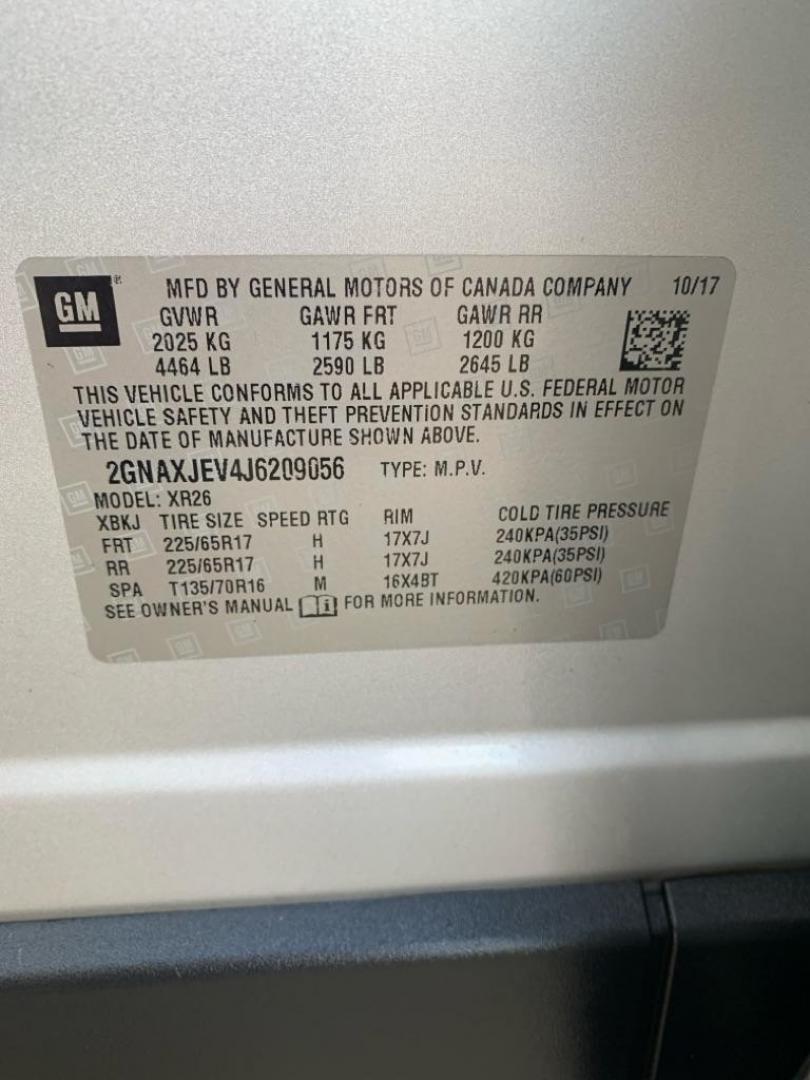 GM ® MFD BY GENERAL MOTORS OF CANADA COMPANY 10/17
GVWR GAWR FRT GAWR RR
2025 KG 1175 KG 1200 KG
4464 LB 2590 LB 2645 LB
THIS VEHICLE CONFORMS TO ALL APPLICABLE U.S. FEDERAL MOTOR
VEHICLE SAFETY AND THEFT PREVENTION STANDARDS IN EFFECT ON
THE DATE OF MANUFACTURE SHOWN ABOVE.
2GNAXJEV4J6209056 TYPE: M.P.V.
MODEL: XR26
XBKJ TIRE SIZE SPEED RTG RIM COLD TIRE PRESSURE
FRT 225/65R17 H 17X7J 240KPA(35PSI)
RR 225/65R17 H 17X7J 240KPA(35PSI)
SPA T135/70R16 M 16X4BT 420KPA(60PSI)
SEE OWNER'S MANUAL i FOR MORE INFORMATION.